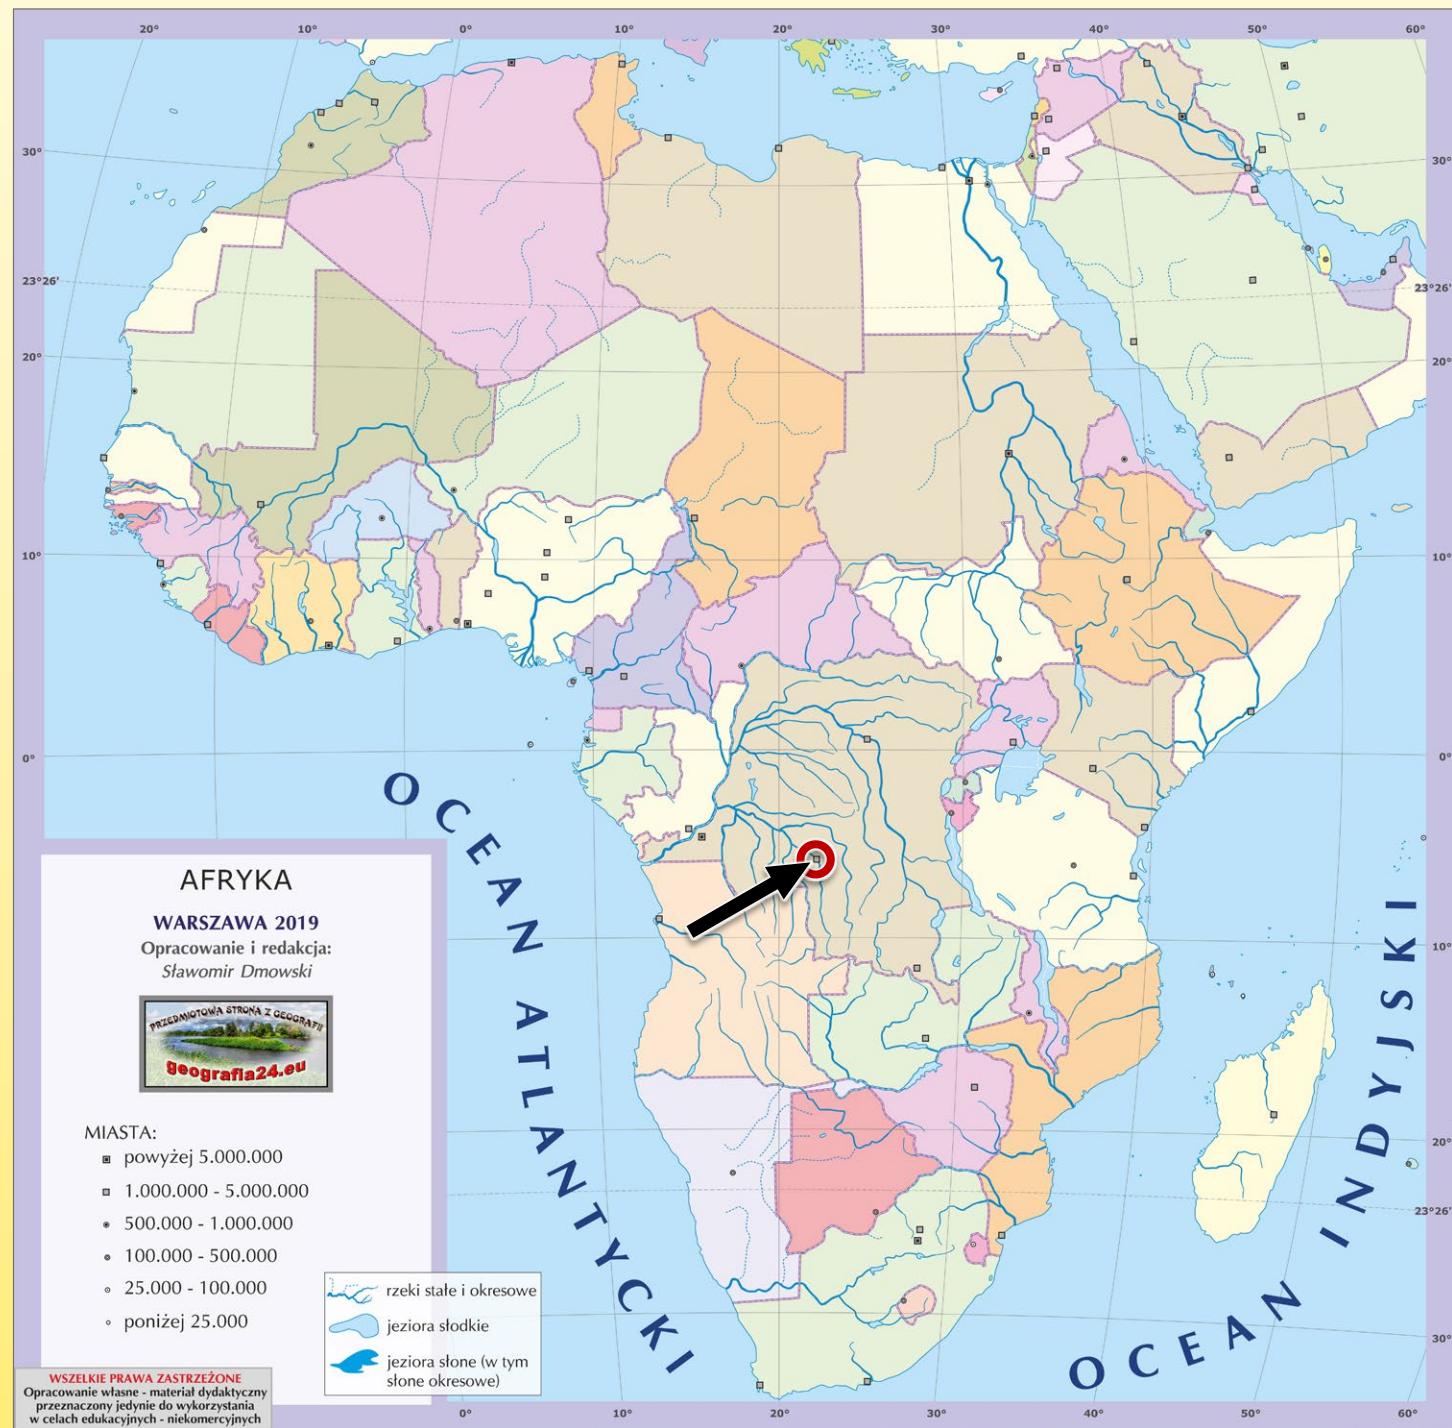 20° 10° 0° 10° 20° 30° 40° 50° 60°
30° 30°
23°26' 23°26'
20° 20°
10° 10°
0° 0°
10°
20°
23°26'
30°
OCEAN ATLANTYCKI
OCEAN INDYJSKI
AFRYKA
WARSZAWA 2019
Opracowanie i redakcja:
Sławomir Dmowski
PRZEDMIOTOWA STRONA Z GEOGRAFII
geografia24.eu
MIASTA:
powyżej 5.000.000
1.000.000 - 5.000.000
500.000 - 1.000.000
100.000 - 500.000
25.000 - 100.000
poniżej 25.000
rzeki stałe i okresowe
jeziora słodkie
jeziora słone (w tym
słone okresowe)
WSZELKIE PRAWA ZASTRZEŻONE
Opracowanie własne - materiał dydaktyczny
przeznaczony jedynie do wykorzystania
w celach edukacyjnych - niekomercyjnych
0° 10° 20° 30° 40° 50° 60°